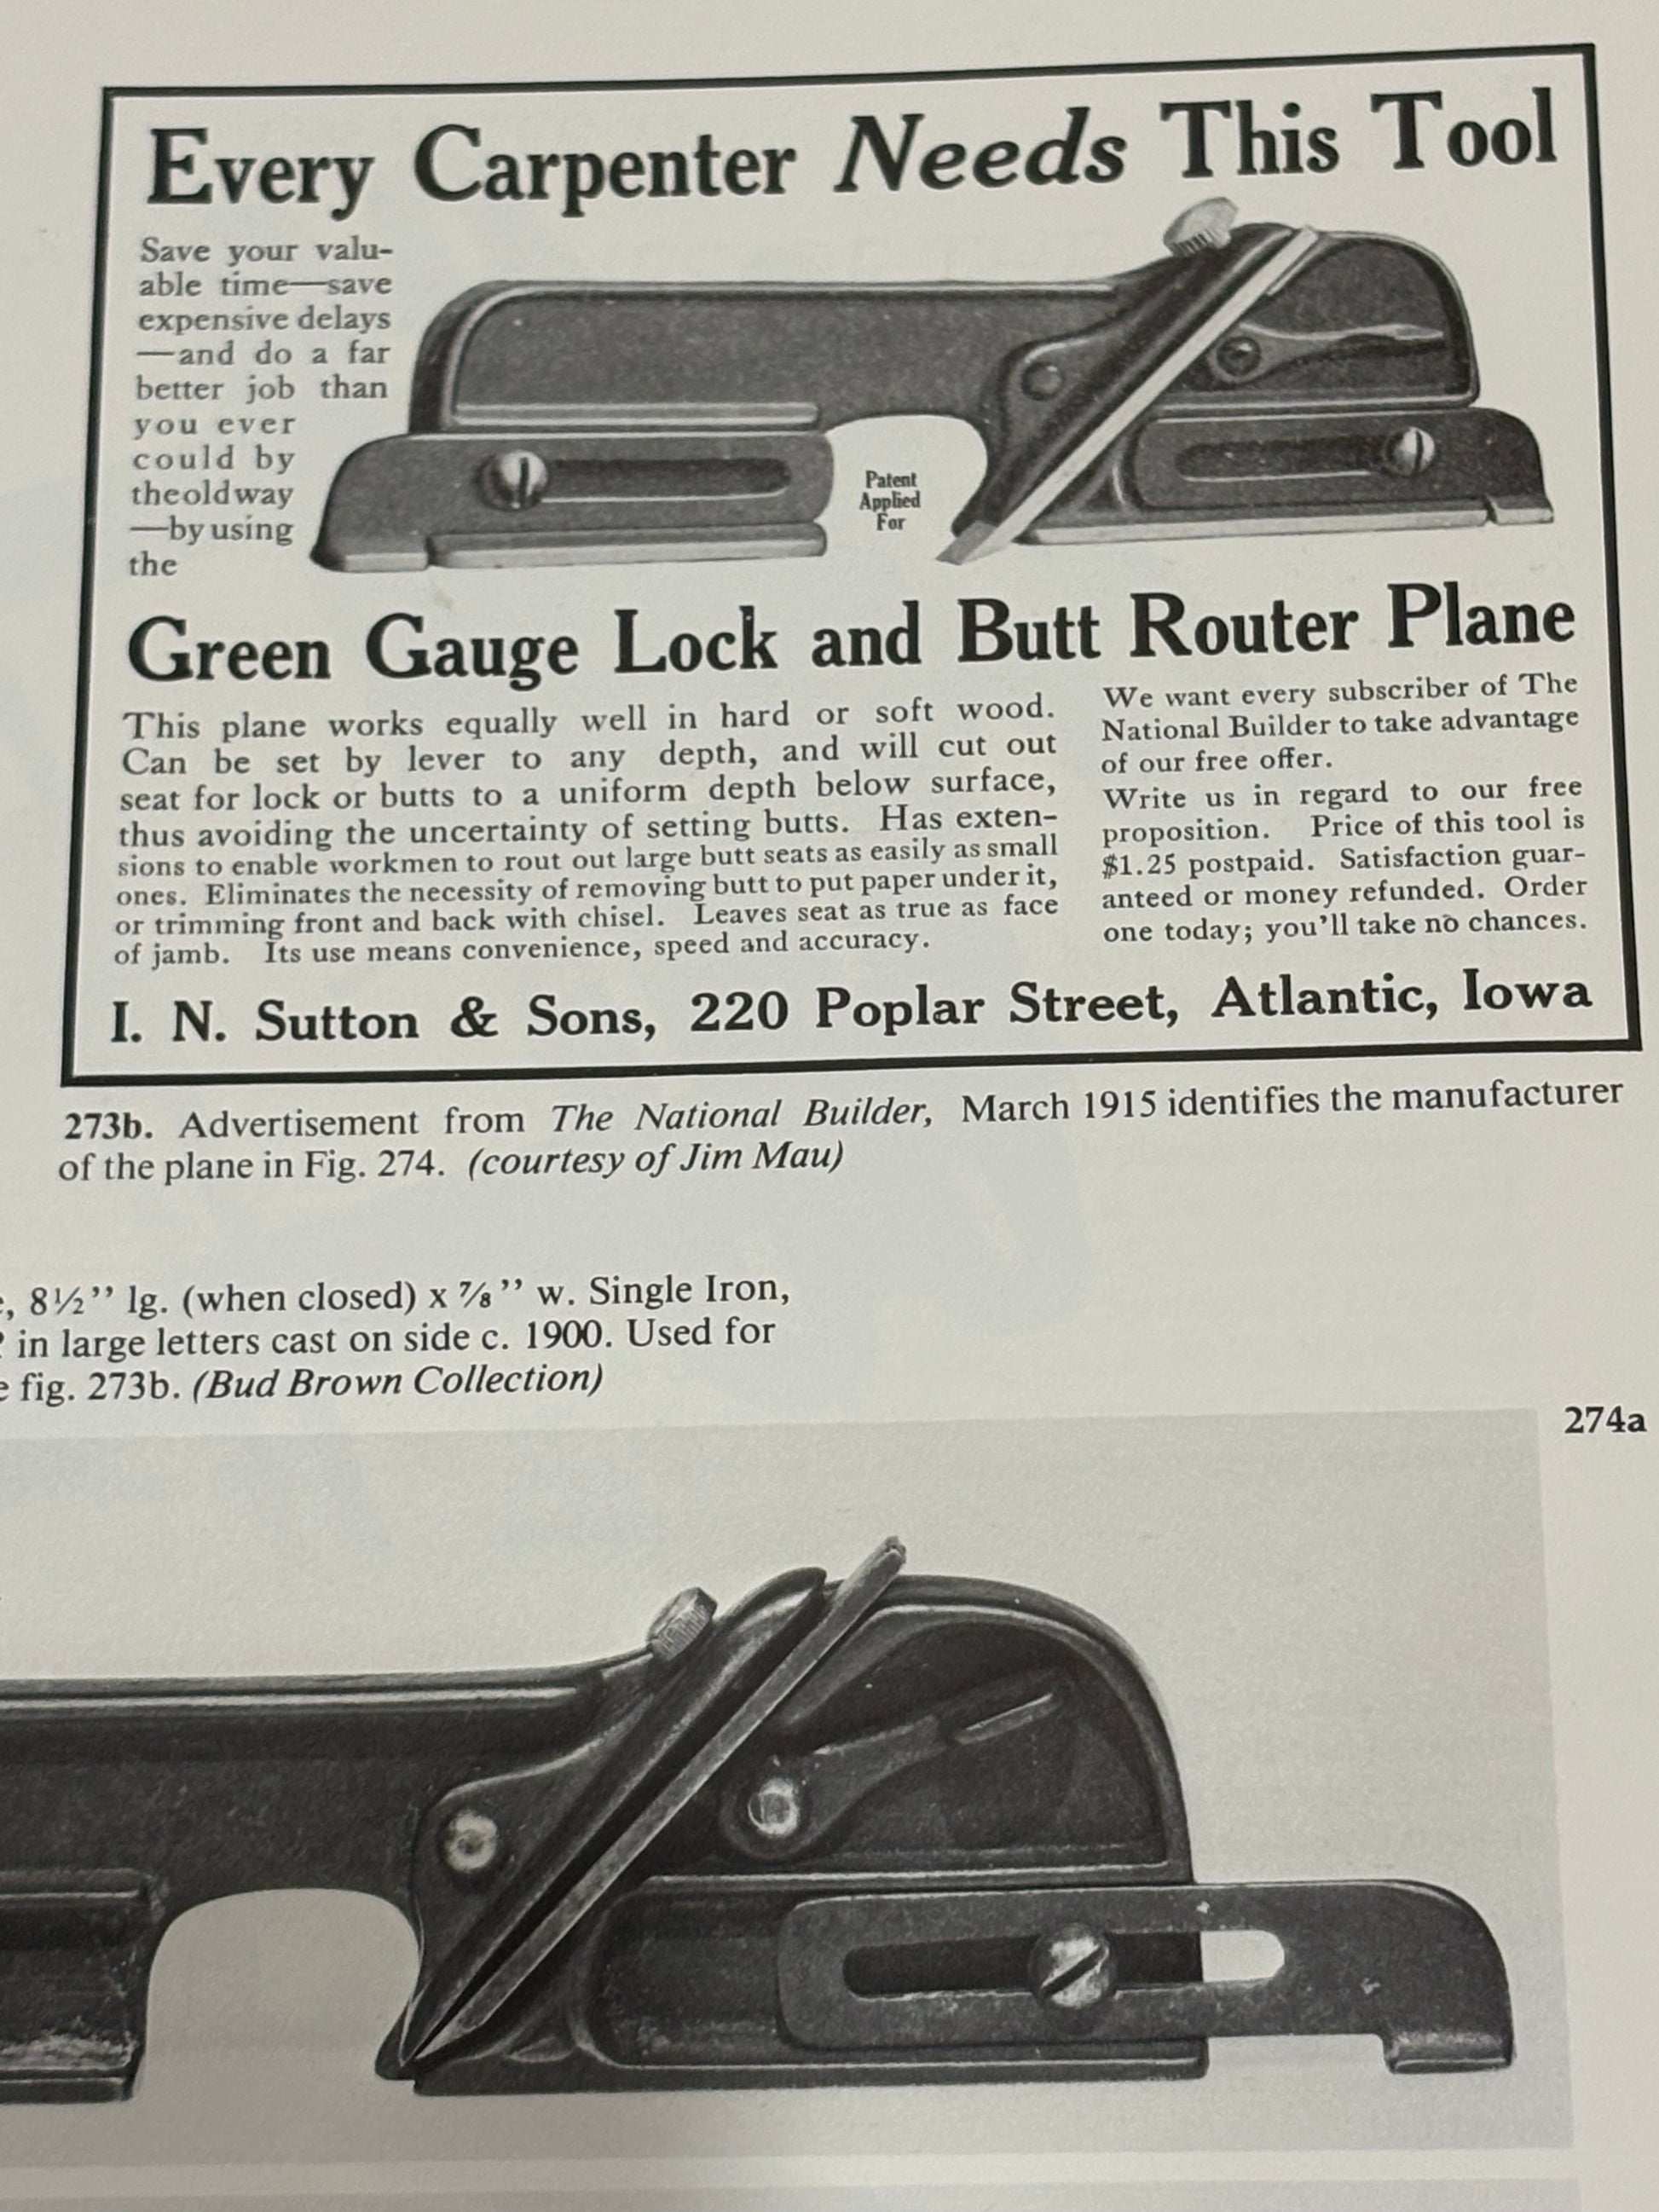 Every Carpenter Needs This Tool
Save your valu-
able time—save
expensive delays
—and do a far
better job than
you ever
could by
theoldway
—by using
the
Patent
Applied
For
Green Gauge Lock and Butt Router Plane
This plane works equally well in hard or soft wood.
Can be set by lever to any depth, and will cut out
seat for lock or butts to a uniform depth below surface,
thus avoiding the uncertainty of setting butts. Has exten-
sions to enable workmen to rout out large butt seats as easily as small
ones. Eliminates the necessity of removing butt to put paper under it,
or trimming front and back with chisel. Leaves seat as true as face
of jamb. Its use means convenience, speed and accuracy.
We want every subscriber of The
National Builder to take advantage
of our free offer.
Write us in regard to our free
proposition. Price of this tool is
$1.25 postpaid. Satisfaction guar-
anteed or money refunded. Order
one today; you'll take no chances.
I. N. Sutton & Sons, 220 Poplar Street, Atlantic, Iowa
273b. Advertisement from The National Builder, March 1915 identifies the manufacturer
of the plane in Fig. 274. (courtesy of Jim Mau)
, 8½’’ lg. (when closed) x ⅞’’ w. Single Iron,
in large letters cast on side c. 1900. Used for
fig. 273b. (Bud Brown Collection)
274a